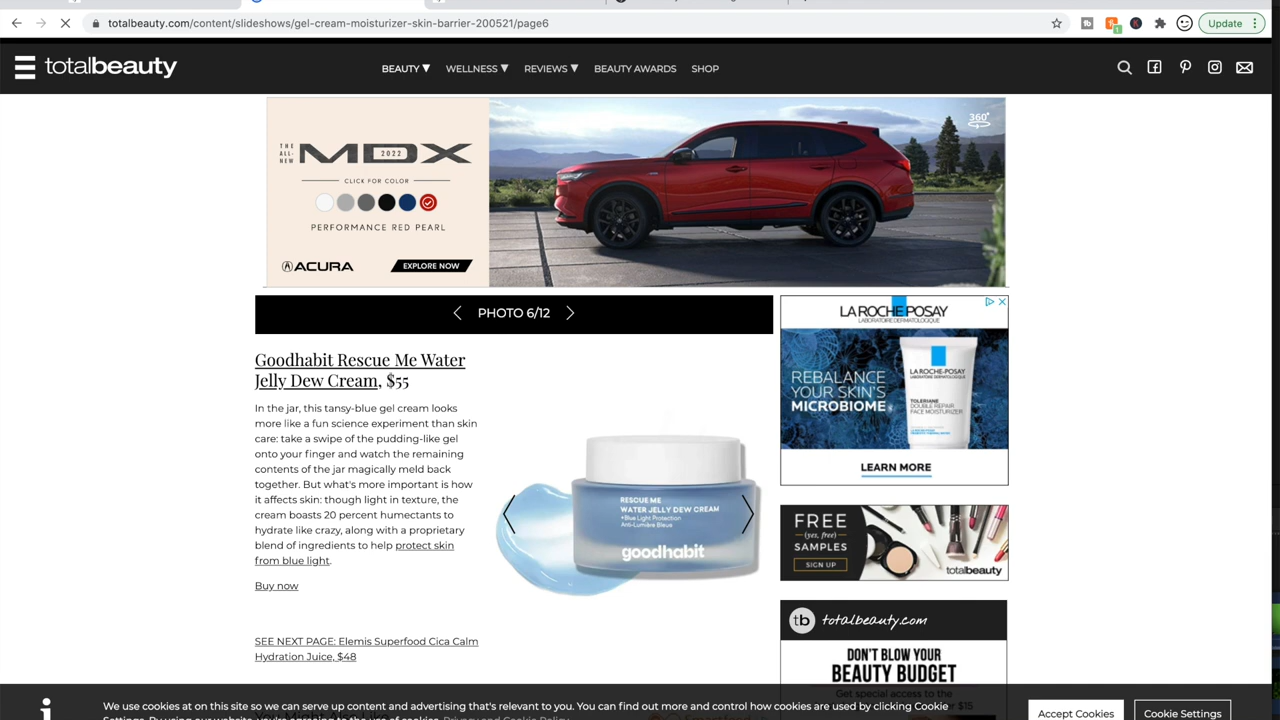 totalbeauty.com/content/slideshows/gel-cream-moisturizer-skin-barrier-200521/page6
Update
totalbeauty
BEAUTY ▼ WELLNESS ▼ REVIEWS ▼ BEAUTY AWARDS SHOP
THE ALL-NEW MDX 2022
CLICK FOR COLOR
PERFORMANCE RED PEARL
ACURA EXPLORE NOW
360°
PHOTO 6/12
Goodhabit Rescue Me Water
Jelly Dew Cream, $55
In the jar, this tansy-blue gel cream looks
more like a fun science experiment than skin
care: take a swipe of the pudding-like gel
onto your finger and watch the remaining
contents of the jar magically meld back
together. But what's more important is how
it affects skin: though light in texture, the
cream boasts 20 percent humectants to
hydrate like crazy, along with a proprietary
blend of ingredients to help protect skin
from blue light.
Buy now
SEE NEXT PAGE: Elemis Superfood Cica Calm
Hydration Juice, $48
RESCUE ME
WATER JELLY DEW CREAM
+Blue Light Protection
Anti-Lumière Bleue
goodhabit
LA ROCHE-POSAY
LABORATOIRE DERMATOLOGIQUE
REBALANCE
YOUR SKIN'S
MICROBIOME
LA ROCHE-POSAY
TOLERIANE
DOUBLE REPAIR
FACE MOISTURIZER
LEARN MORE
FREE
(yes, free)
SAMPLES
SIGN UP
totalbeauty
tb totalbeauty.com
DON'T BLOW YOUR
BEAUTY BUDGET
Get special access to the
We use cookies at on this site so we can serve up content and advertising that's relevant to you. You can find out more and control how cookies are used by clicking Cookie
Accept Cookies
Cookie Settings